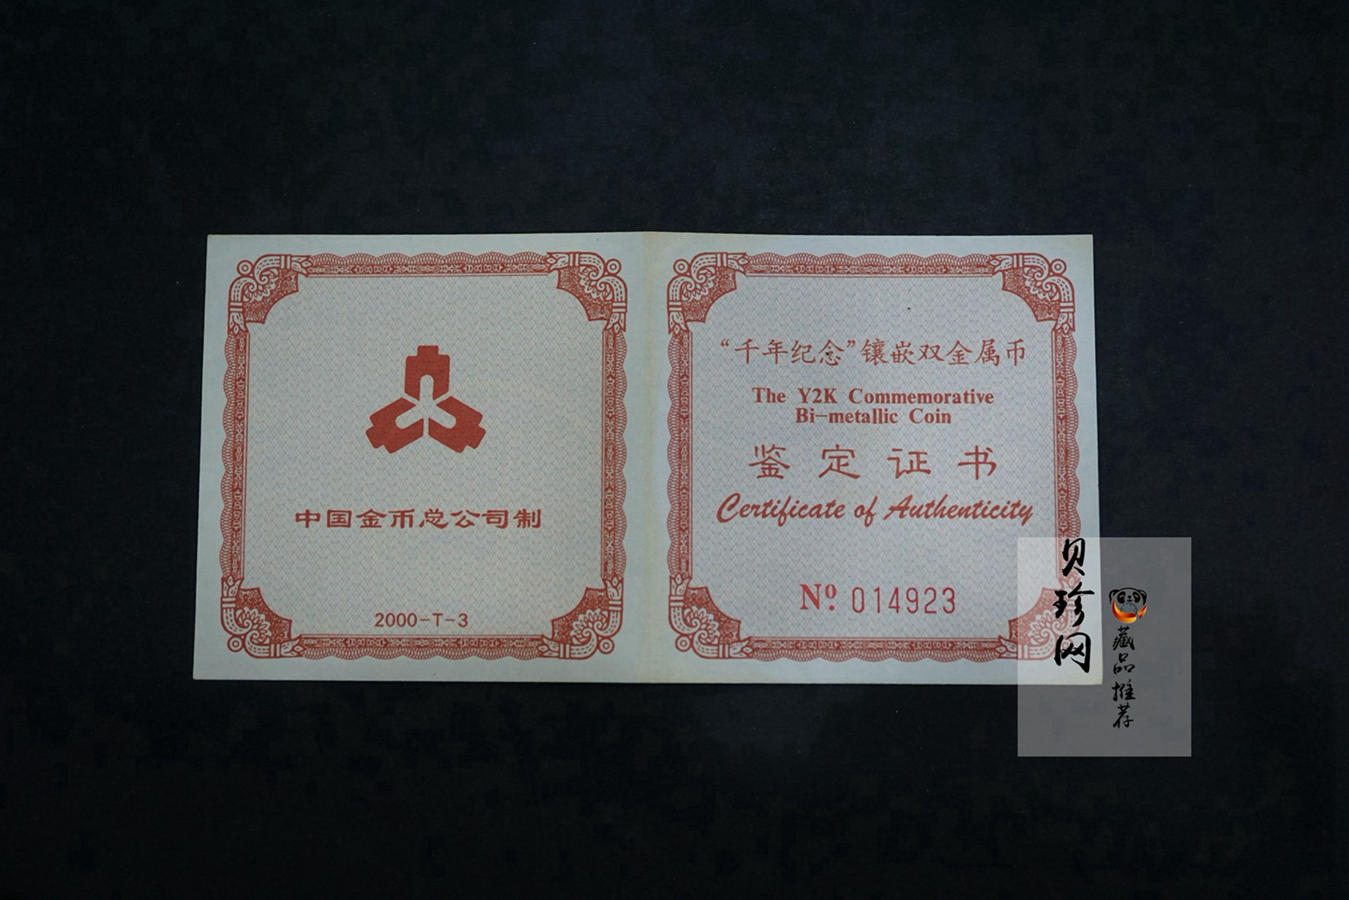 中国金币总公司制
2000-T-3
“千年纪念”镶嵌双金属币
The Y2K Commemorative
Bi-metallic Coin
鉴定证书
Certificate of Authenticity
Nº 014923
贝珍网
藏品推荐